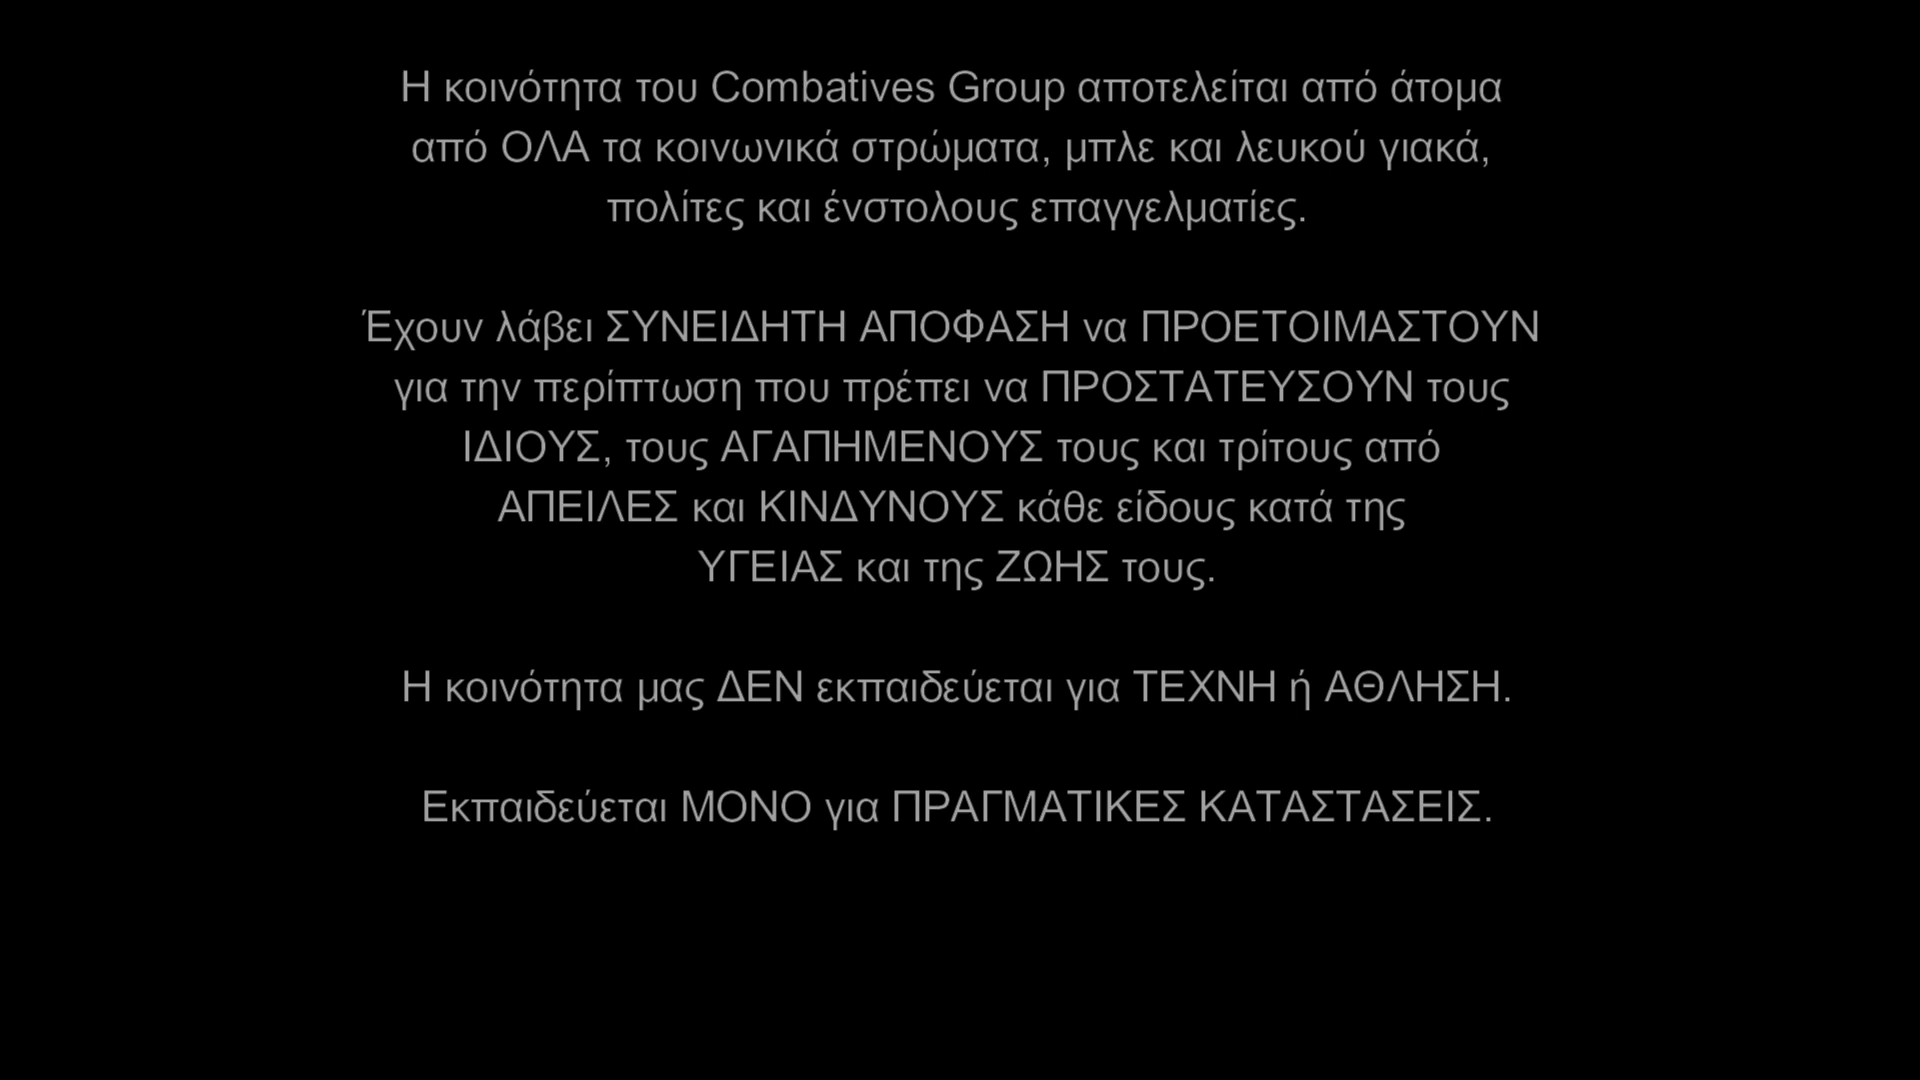 Η κοινότητα του Combatives Group αποτελείται από άτομα
από ΟΛΑ τα κοινωνικά στρώματα, μπλε και λευκού γιακά,
πολίτες και ένστολους επαγγελματίες.
Έχουν λάβει ΣΥΝΕΙΔΗΤΗ ΑΠΟΦΑΣΗ να ΠΡΟΕΤΟΙΜΑΣΤΟΥΝ
για την περίπτωση που πρέπει να ΠΡΟΣΤΑΤΕΥΣΟΥΝ τους
ΙΔΙΟΥΣ, τους ΑΓΑΠΗΜΕΝΟΥΣ τους και τρίτους από
ΑΠΕΙΛΕΣ και ΚΙΝΔΥΝΟΥΣ κάθε είδους κατά της
ΥΓΕΙΑΣ και της ΖΩΗΣ τους.
Η κοινότητα μας ΔΕΝ εκπαιδεύεται για ΤΕΧΝΗ ή ΑΘΛΗΣΗ.
Εκπαιδεύεται ΜΟΝΟ για ΠΡΑΓΜΑΤΙΚΕΣ ΚΑΤΑΣΤΑΣΕΙΣ.